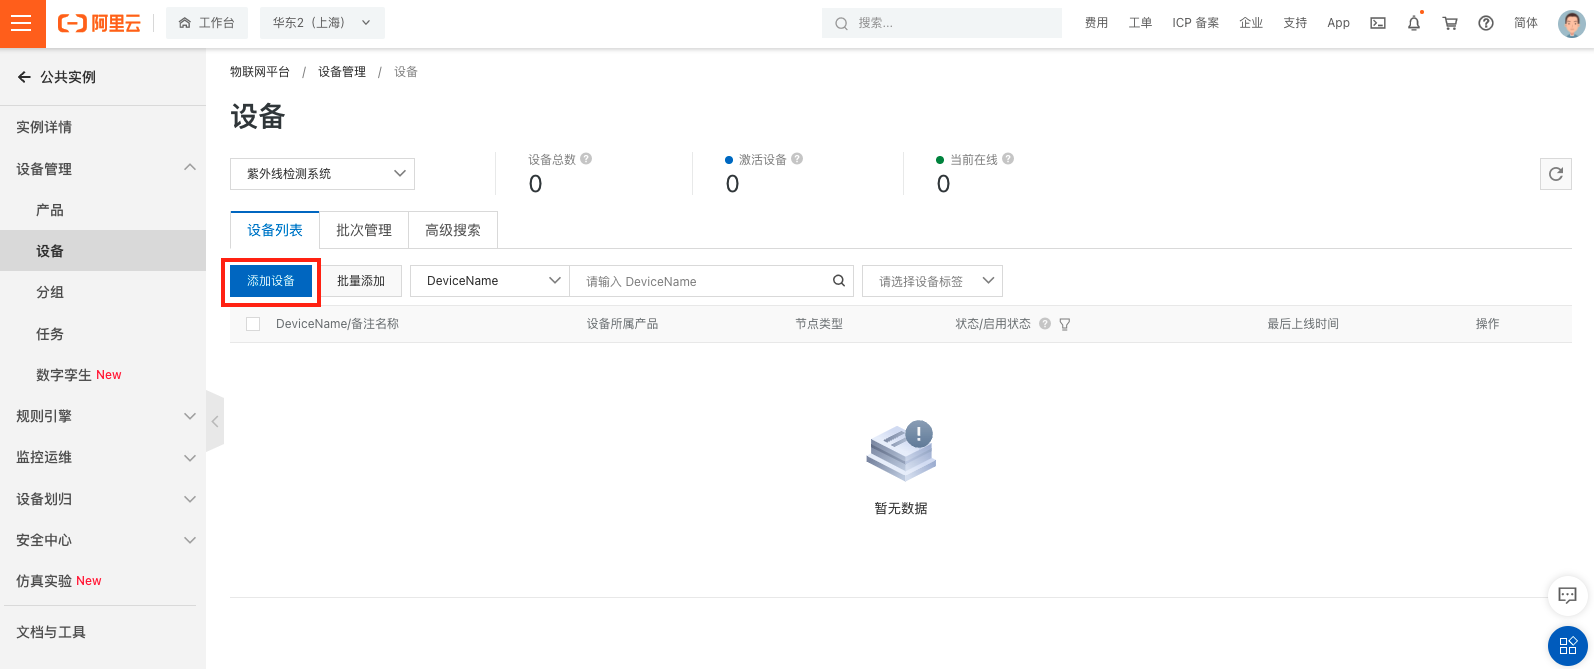 阿里云 工作台 华东2（上海） 搜索... 费用 工单 ICP 备案 企业 支持 App 简体
公共实例
实例详情
设备管理
产品
设备
分组
任务
数字孪生 New
规则引擎
监控运维
设备划归
安全中心
仿真实验 New
文档与工具
物联网平台 / 设备管理 / 设备
设备
紫外线检测系统
设备总数
0
激活设备
0
当前在线
0
设备列表 批次管理 高级搜索
添加设备 批量添加 DeviceName 请输入 DeviceName 请选择设备标签
DeviceName/备注名称 设备所属产品 节点类型 状态/启用状态 最后上线时间 操作
暂无数据